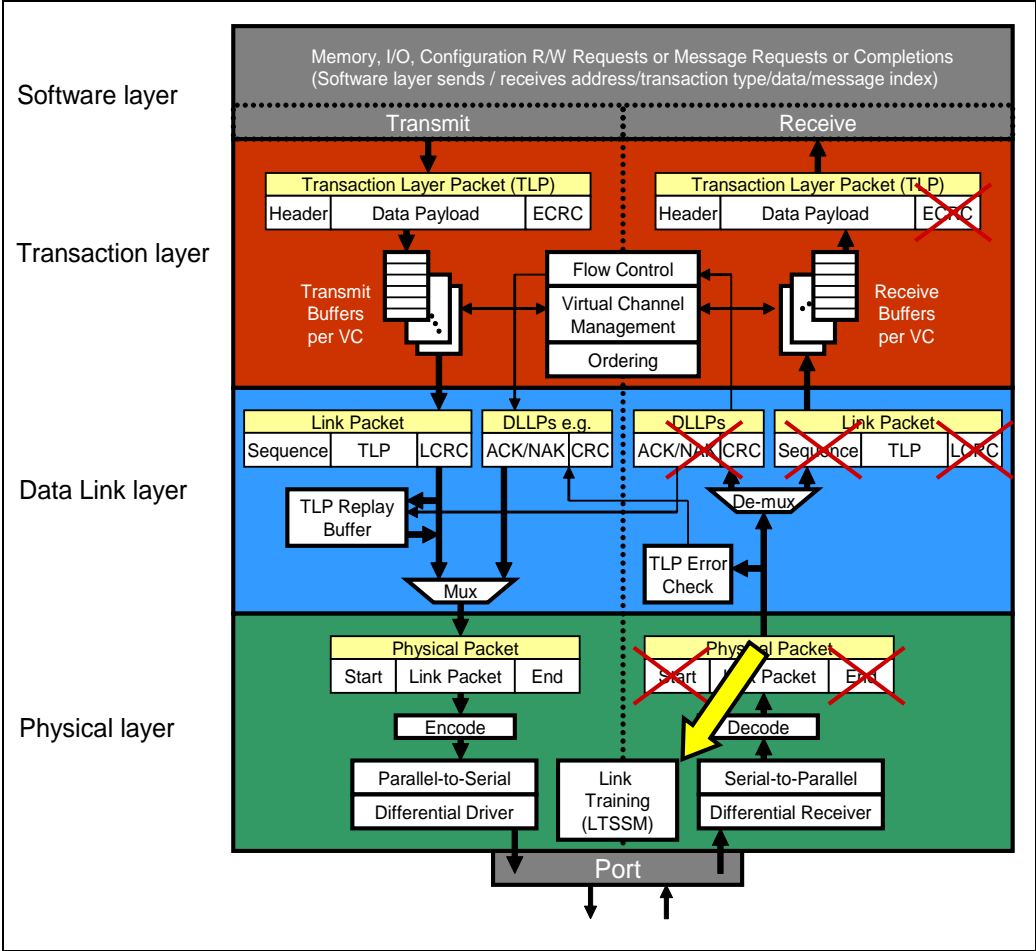 Memory, I/O, Configuration R/W Requests or Message Requests or Completions
(Software layer sends / receives address/transaction type/data/message index)
Software layer
Transmit
Receive
Transaction Layer Packet (TLP)
Header
Data Payload
ECRC
Transaction Layer Packet (TLP)
Header
Data Payload
ECRC
Transaction layer
Transmit
Buffers
per VC
Flow Control
Virtual Channel
Management
Ordering
Receive
Buffers
per VC
Link Packet
Sequence
TLP
LCRC
DLLPs e.g.
ACK/NAK
CRC
DLLPs
ACK/NAK
CRC
Link Packet
Sequence
TLP
LCRC
Data Link layer
TLP Replay
Buffer
De-mux
TLP Error
Check
Mux
Physical Packet
Start
Link Packet
End
Physical Packet
Start
Link Packet
End
Physical layer
Encode
Decode
Parallel-to-Serial
Differential Driver
Link
Training
(LTSSM)
Serial-to-Parallel
Differential Receiver
Port